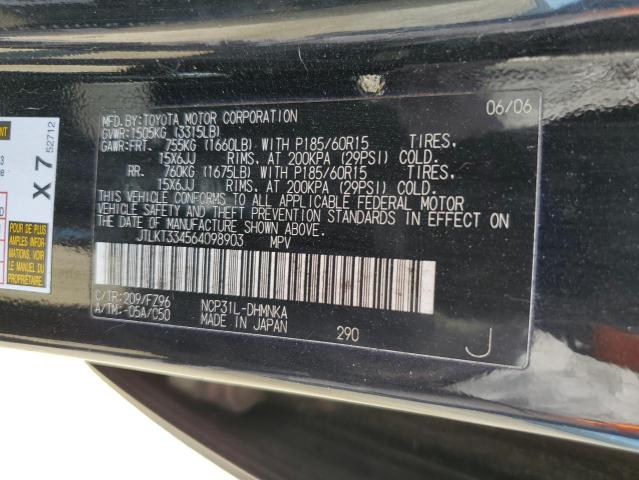 MFD.BY:TOYOTA MOTOR CORPORATION 06/06
GVWR:1505KG (3315LB)
GAWR:FRT. 755KG (1660LB) WITH P185/60R15 TIRES,
15X6JJ RIMS, AT 200KPA (29PSI) COLD.
RR. 760KG (1675LB) WITH P185/60R15 TIRES,
15X6JJ RIMS, AT 200KPA (29PSI) COLD.
THIS VEHICLE CONFORMS TO ALL APPLICABLE FEDERAL MOTOR
VEHICLE SAFETY AND THEFT PREVENTION STANDARDS IN EFFECT ON
THE DATE OF MANUFACTURE SHOWN ABOVE.
JTLKT334564098903 MPV
C/TR:209/FZ96 NCP31L-DHMNKA
A/TM:-05A/C50 MADE IN JAPAN 290 J
X 7
52712
POUR DE PLUS
AMPLES INFOR-
MATIONS, VOIR
LE MANUEL DU
PROPRIÉTAIRE